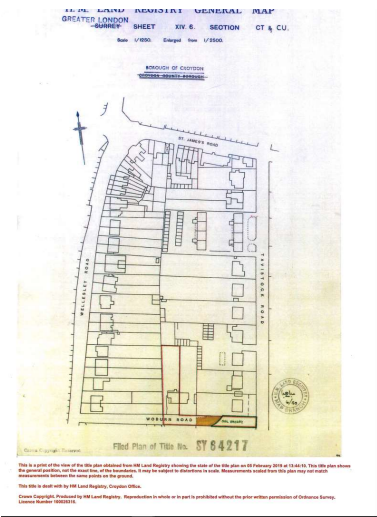 H. M. LAND REGISTRY GENERAL MAP
GREATER LONDON
SURREY SHEET XIV. 6. SECTION CT & CU.
Scale 1/1250. Enlarged from 1/2500.
BOROUGH OF CROYDON
CROYDON COUNTY BOROUGH
ST. JAMES'S ROAD
WELLESLEY ROAD
TAVISTOCK ROAD
WOBURN ROAD
Filed Plan of Title No. SY 64217
Crown Copyright Reserved.
This is a print of the view of the title plan obtained from HM Land Registry showing the state of the title plan on 05 February 2019 at 13:44:10. This title plan shows
the general position, not the exact line, of the boundaries. It may be subject to distortions in scale. Measurements scaled from this plan may not match
measurements between the same points on the ground.
This title is dealt with by HM Land Registry, Croydon Office.
Crown Copyright. Produced by HM Land Registry. Reproduction in whole or in part is prohibited without the prior written permission of Ordnance Survey.
Licence Number 100026316.